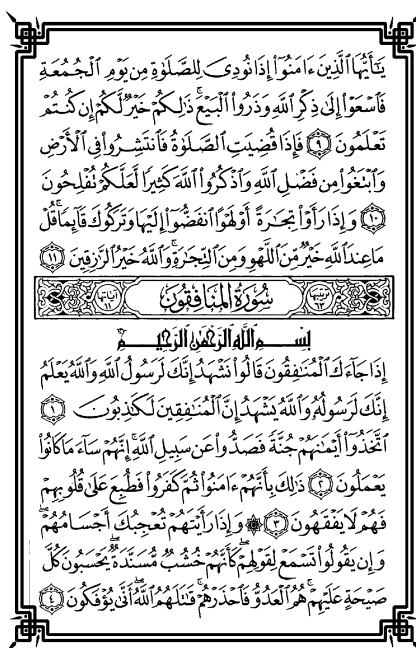 يَٰٓأَيُّهَا ٱلَّذِينَ ءَامَنُوٓا۟ إِذَا نُودِىَ لِلصَّلَوٰةِ مِن يَوْمِ ٱلْجُمُعَةِ
فَٱسْعَوْا۟ إِلَىٰ ذِكْرِ ٱللَّهِ وَذَرُوا۟ ٱلْبَيْعَ ۚ ذَٰلِكُمْ خَيْرٌ لَّكُمْ إِن كُنتُمْ
تَعْلَمُونَ ٩ فَإِذَا قُضِيَتِ ٱلصَّلَوٰةُ فَٱنتَشِرُوا۟ فِى ٱلْأَرْضِ
وَٱبْتَغُوا۟ مِن فَضْلِ ٱللَّهِ وَٱذْكُرُوا۟ ٱللَّهَ كَثِيرًا لَّعَلَّكُمْ تُفْلِحُونَ
١٠ وَإِذَا رَأَوْا۟ تِجَٰرَةً أَوْ لَهْوًا ٱنفَضُّوٓا۟ إِلَيْهَا وَتَرَكُوكَ قَآئِمًا ۚ قُلْ
مَا عِندَ ٱللَّهِ خَيْرٌ مِّنَ ٱللَّهْوِ وَمِنَ ٱلتِّجَٰرَةِ ۚ وَٱللَّهُ خَيْرُ ٱلرَّٰزِقِينَ ١١
ترتيبها ٦٣ سُورَةُ المُنَافِقُون آياتها ١١
بِسْمِ ٱللَّهِ ٱلرَّحْمَٰنِ ٱلرَّحِيمِ
إِذَا جَآءَكَ ٱلْمُنَٰفِقُونَ قَالُوا۟ نَشْهَدُ إِنَّكَ لَرَسُولُ ٱللَّهِ ۗ وَٱللَّهُ يَعْلَمُ
إِنَّكَ لَرَسُولُهُۥ وَٱللَّهُ يَشْهَدُ إِنَّ ٱلْمُنَٰفِقِينَ لَكَٰذِبُونَ ١
ٱتَّخَذُوٓا۟ أَيْمَٰنَهُمْ جُنَّةً فَصَدُّوا۟ عَن سَبِيلِ ٱللَّهِ ۚ إِنَّهُمْ سَآءَ مَا كَانُوا۟
يَعْمَلُونَ ٢ ذَٰلِكَ بِأَنَّهُمْ ءَامَنُوا۟ ثُمَّ كَفَرُوا۟ فَطُبِعَ عَلَىٰ قُلُوبِهِمْ
فَهُمْ لَا يَفْقَهُونَ ٣ ۞ وَإِذَا رَأَيْتَهُمْ تُعْجِبُكَ أَجْسَامُهُمْ ۖ
وَإِن يَقُولُوا۟ تَسْمَعْ لِقَوْلِهِمْ ۖ كَأَنَّهُمْ خُشُبٌ مُّسَنَّدَةٌ ۖ يَحْسَبُونَ كُلَّ
صَيْحَةٍ عَلَيْهِمْ ۚ هُمُ ٱلْعَدُوُّ فَٱحْذَرْهُمْ ۚ قَٰتَلَهُمُ ٱللَّهُ ۖ أَنَّىٰ يُؤْفَكُونَ ٤